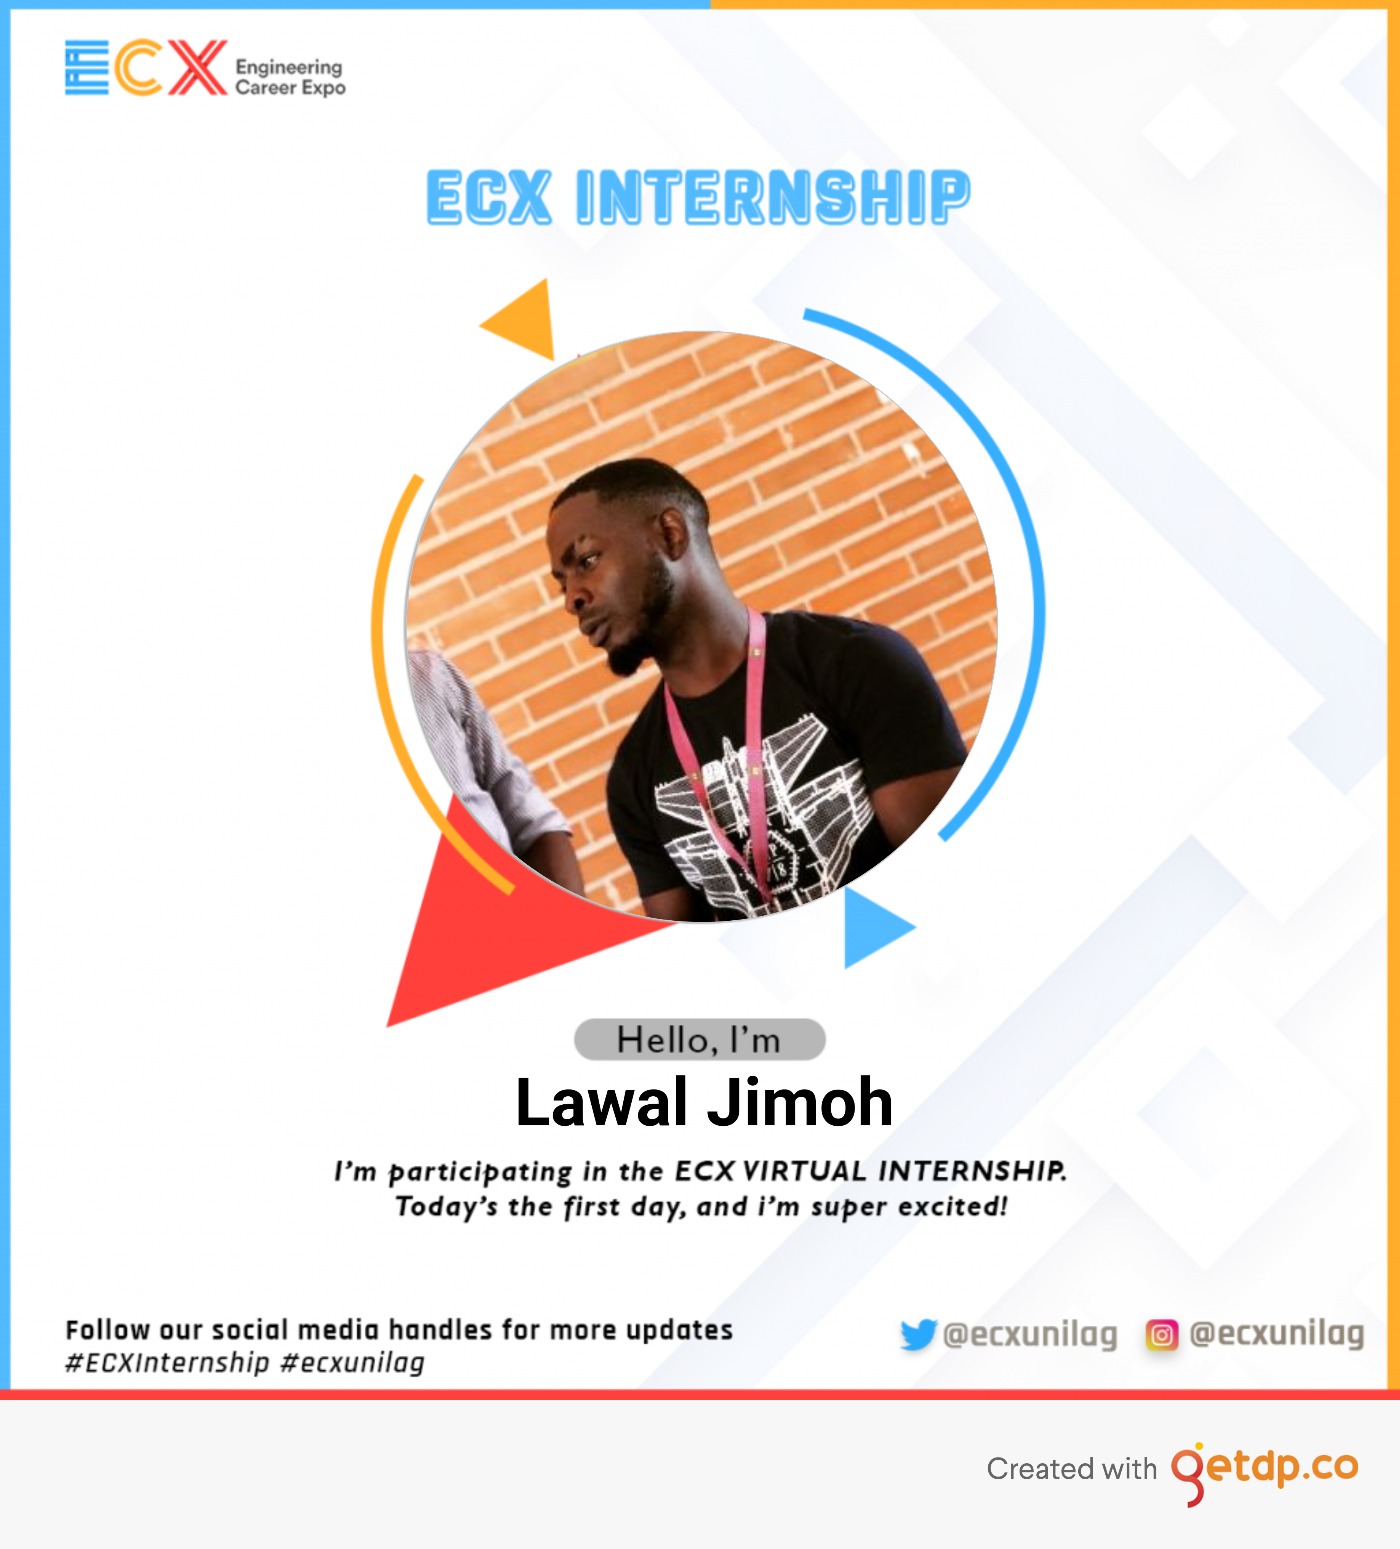 ECX Engineering
Career Expo
ECX INTERNSHIP
P
18
Hello, I'm
Lawal Jimoh
I'm participating in the ECX VIRTUAL INTERNSHIP.
Today's the first day, and i'm super excited!
Follow our social media handles for more updates
#ECXInternship #ecxunilag
@ecxunilag @ecxunilag
Created with getdp.co